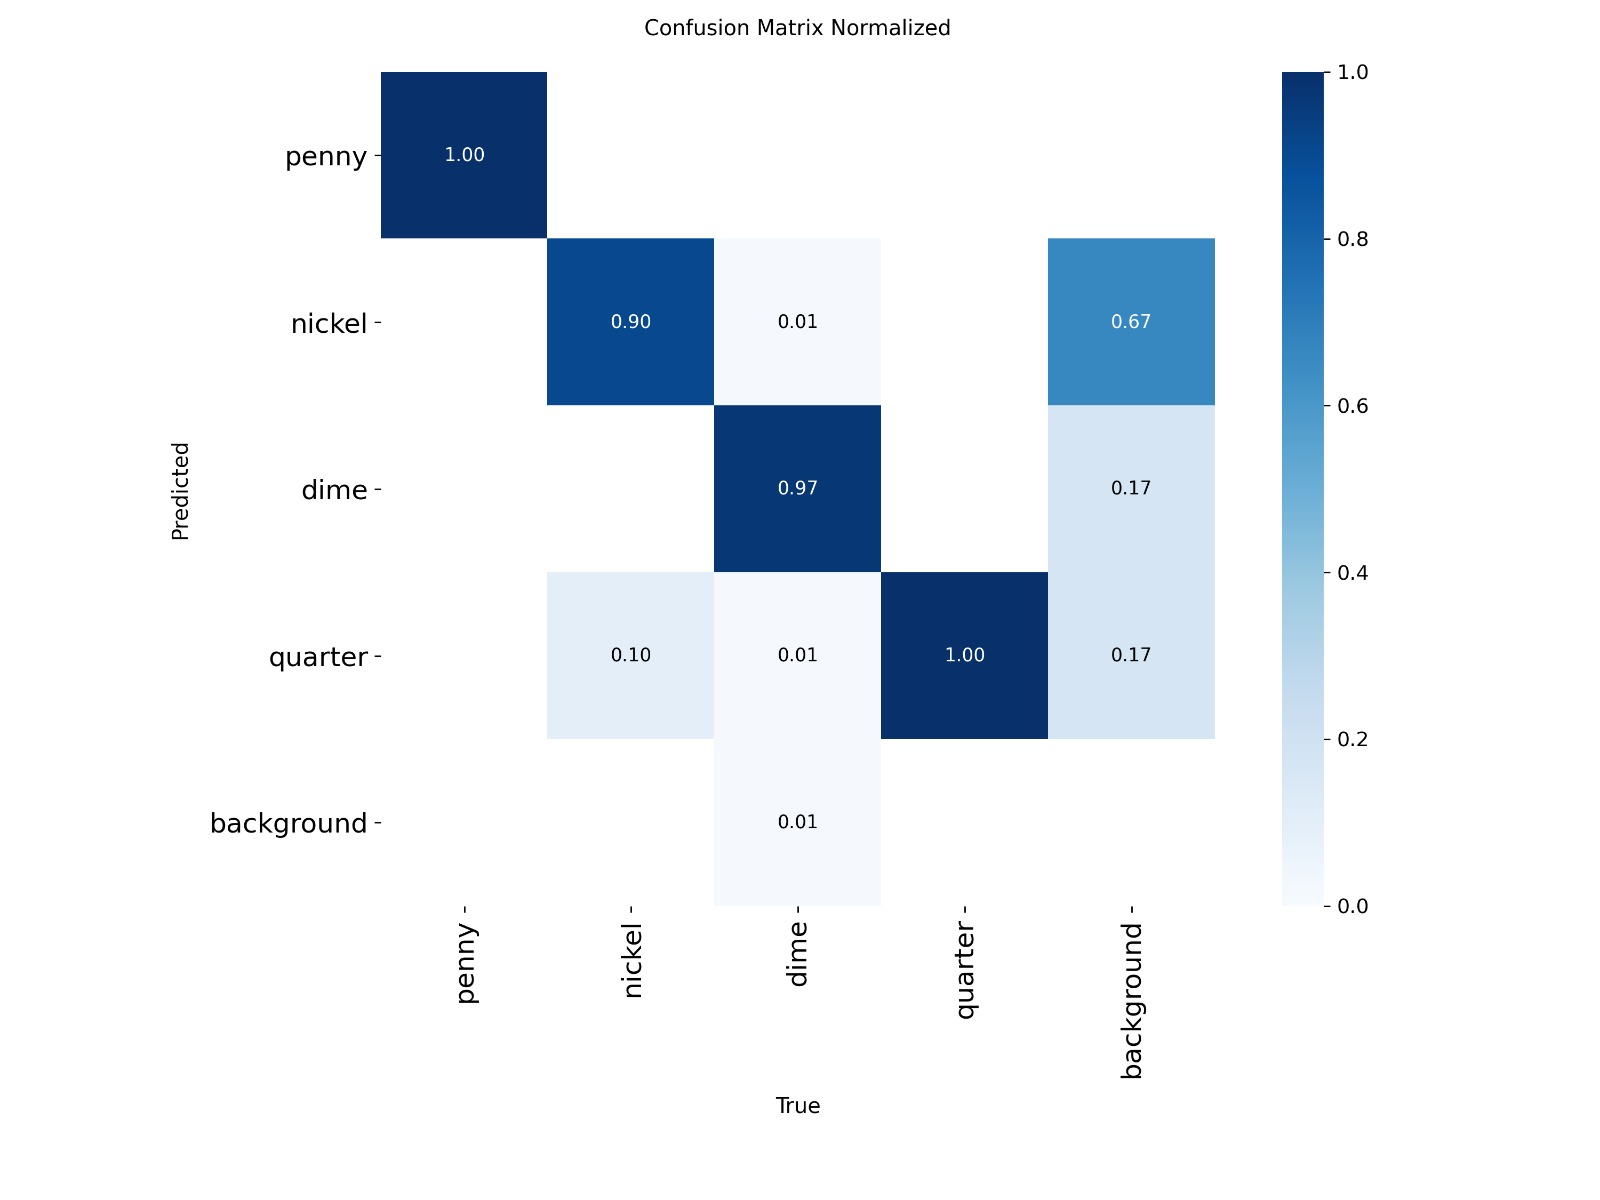 Confusion Matrix Normalized
1.0
penny
1.00
0.8
nickel
0.90 0.01 0.67
0.6
Predicted
dime
0.97 0.17
0.4
quarter
0.10 0.01 1.00 0.17
0.2
background
0.01
0.0
penny
nickel
dime
quarter
background
True